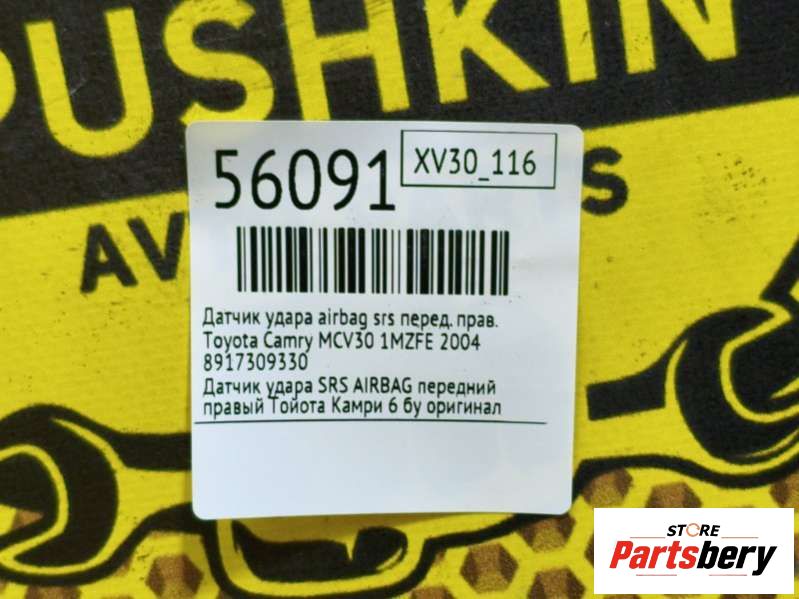 PUSHKIN
AV
S
56091
XV30_116
Датчик удара airbag srs перед. прав.
Toyota Camry MCV30 1MZFE 2004
8917309330
Датчик удара SRS AIRBAG передний
правый Тойота Камри 6 бу оригинал
STORE
Partsbery